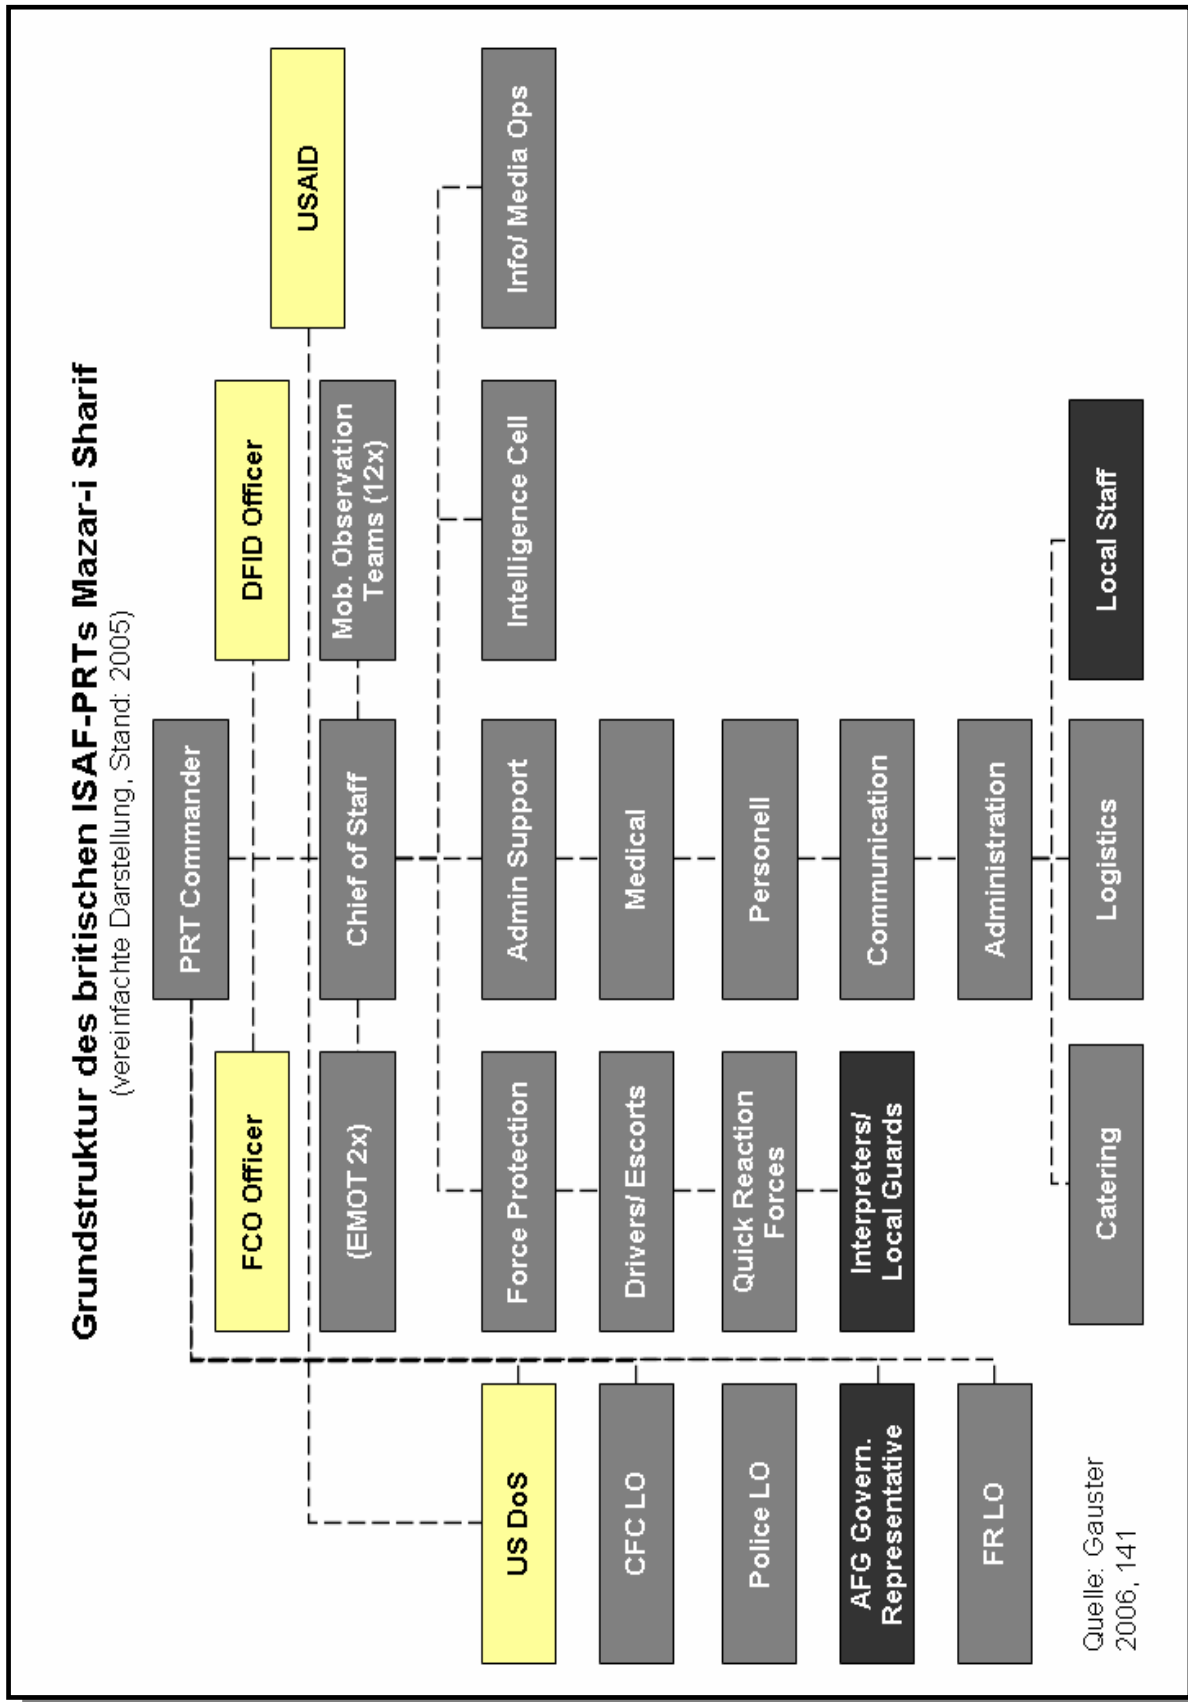 Grundstruktur des britischen ISAF-PRTs Mazar-i Sharif
(vereinfachte Darstellung, Stand: 2005)
PRT Commander
FCO Officer
DFID Officer
USAID
(EMOT 2x)
Chief of Staff
Mob. Observation
Teams (12x)
US DoS
Force Protection
Admin Support
Intelligence Cell
Info/ Media Ops
CFC LO
Drivers/ Escorts
Medical
Police LO
Quick Reaction
Forces
Personell
AFG Govern.
Representative
Interpreters/
Local Guards
Communication
FR LO
Administration
Catering
Logistics
Local Staff
Quelle: Gauster
2006, 141